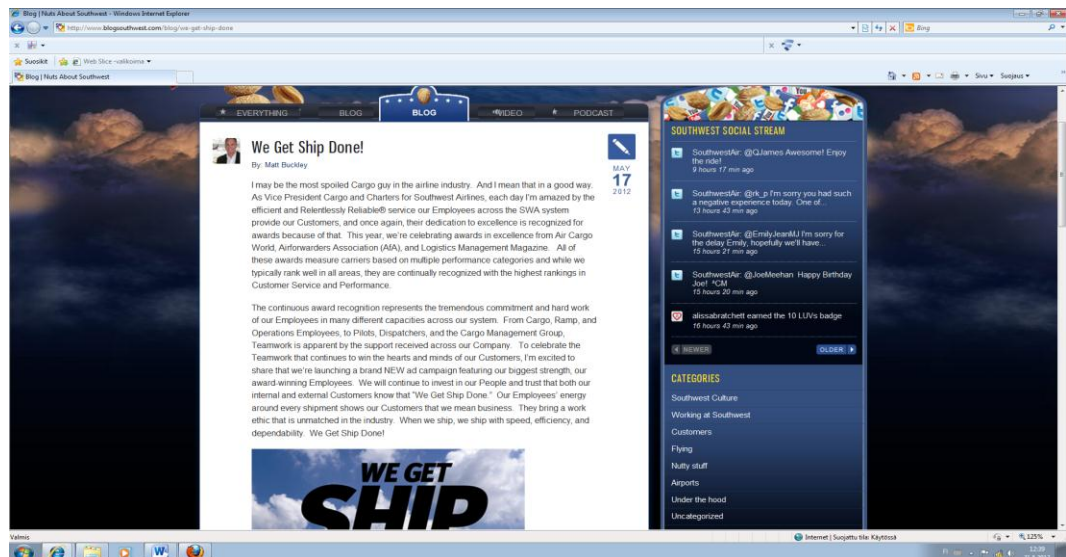 Blog | Nuts About Southwest - Windows Internet Explorer
http://www.blogsouthwest.com/blog/we-get-ship-done
Bing
Suosikit
Web Slice -valikoima
Blog | Nuts About Southwest
Sivu Suojaus
EVERYTHING BLOG BLOG VIDEO PODCAST
We Get Ship Done!
By: Matt Buckley
MAY
17
2012
I may be the most spoiled Cargo guy in the airline industry. And I mean that in a good way.
As Vice President Cargo and Charters for Southwest Airlines, each day I'm amazed by the
efficient and Relentlessly Reliable® service our Employees across the SWA system
provide our Customers, and once again, their dedication to excellence is recognized for
awards because of that. This year, we're celebrating awards in excellence from Air Cargo
World, Airforwarders Association (AfA), and Logistics Management Magazine. All of
these awards measure carriers based on multiple performance categories and while we
typically rank well in all areas, they are continually recognized with the highest rankings in
Customer Service and Performance.
The continuous award recognition represents the tremendous commitment and hard work
of our Employees in many different capacities across our system. From Cargo, Ramp, and
Operations Employees, to Pilots, Dispatchers, and the Cargo Management Group,
Teamwork is apparent by the support received across our Company. To celebrate the
Teamwork that continues to win the hearts and minds of our Customers, I'm excited to
share that we're launching a brand NEW ad campaign featuring our biggest strength, our
award-winning Employees. We will continue to invest in our People and trust that both our
internal and external Customers know that "We Get Ship Done." Our Employees' energy
around every shipment shows our Customers that we mean business. They bring a work
ethic that is unmatched in the industry. When we ship, we ship with speed, efficiency, and
dependability. We Get Ship Done!
WE GET
SHIP
You
SOUTHWEST SOCIAL STREAM
SouthwestAir: @QJames Awesome! Enjoy
the ride!
9 hours 17 min ago
SouthwestAir: @rk_p I'm sorry you had such
a negative experience today. One of...
13 hours 43 min ago
SouthwestAir: @EmilyJeanMJ I'm sorry for
the delay Emily, hopefully we'll have...
15 hours 21 min ago
SouthwestAir: @JoeMeehan Happy Birthday
Joe! ^CM
15 hours 20 min ago
alissabratchett earned the 10 LUVs badge
16 hours 43 min ago
NEWER OLDER
CATEGORIES
Southwest Culture
Working at Southwest
Customers
Flying
Nutty stuff
Airports
Under the hood
Uncategorized
Valmis
Internet | Suojattu tila: Käytössä
125%
12:39